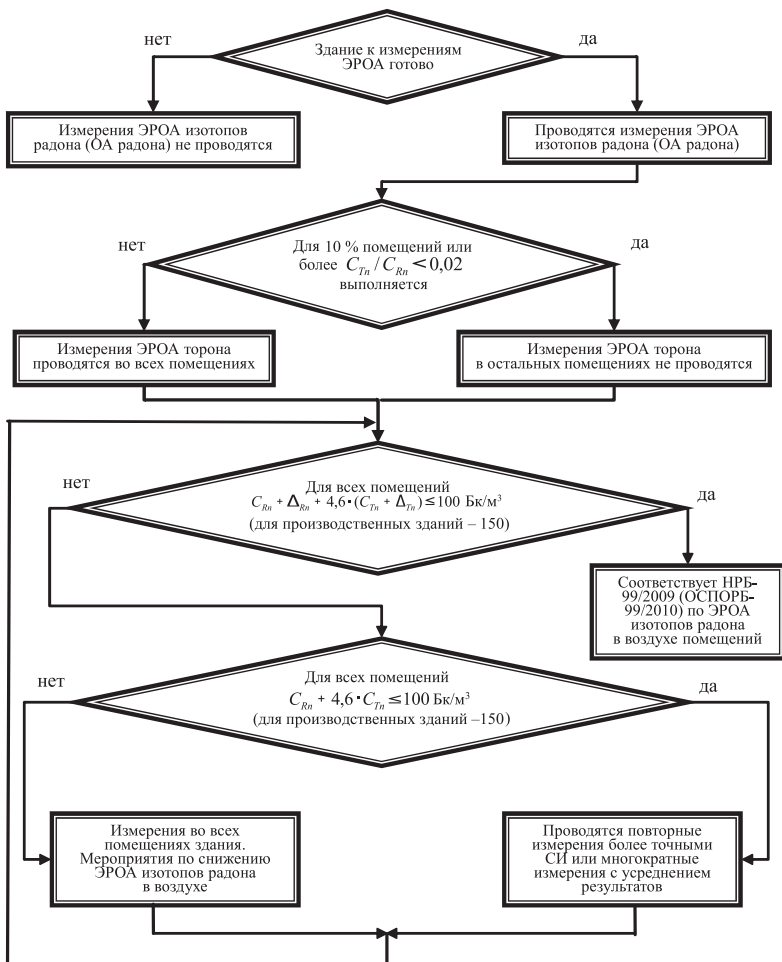 нет
да
Здание к измерениям
ЭРОА готово
Измерения ЭРОА изотопов
радона (ОА радона) не проводятся
Проводятся измерения ЭРОА
изотопов радона (ОА радона)
нет
да
Для 10 % помещений или
более C_Tn / C_Rn < 0,02
выполняется
Измерения ЭРОА торона
проводятся во всех помещениях
Измерения ЭРОА торона
в остальных помещениях не проводятся
нет
да
Для всех помещений
C_Rn + Δ_Rn + 4,6·(C_Tn + Δ_Tn) ≤ 100 Бк/м³
(для производственных зданий – 150)
Соответствует НРБ-
99/2009 (ОСПОРБ-
99/2010) по ЭРОА
изотопов радона
в воздухе помещений
нет
да
Для всех помещений
C_Rn + 4,6·C_Tn ≤ 100 Бк/м³
(для производственных зданий –150)
Измерения во всех
помещениях здания.
Мероприятия по снижению
ЭРОА изотопов радона
в воздухе
Проводятся повторные
измерения более точными
СИ или многократные
измерения с усреднением
результатов